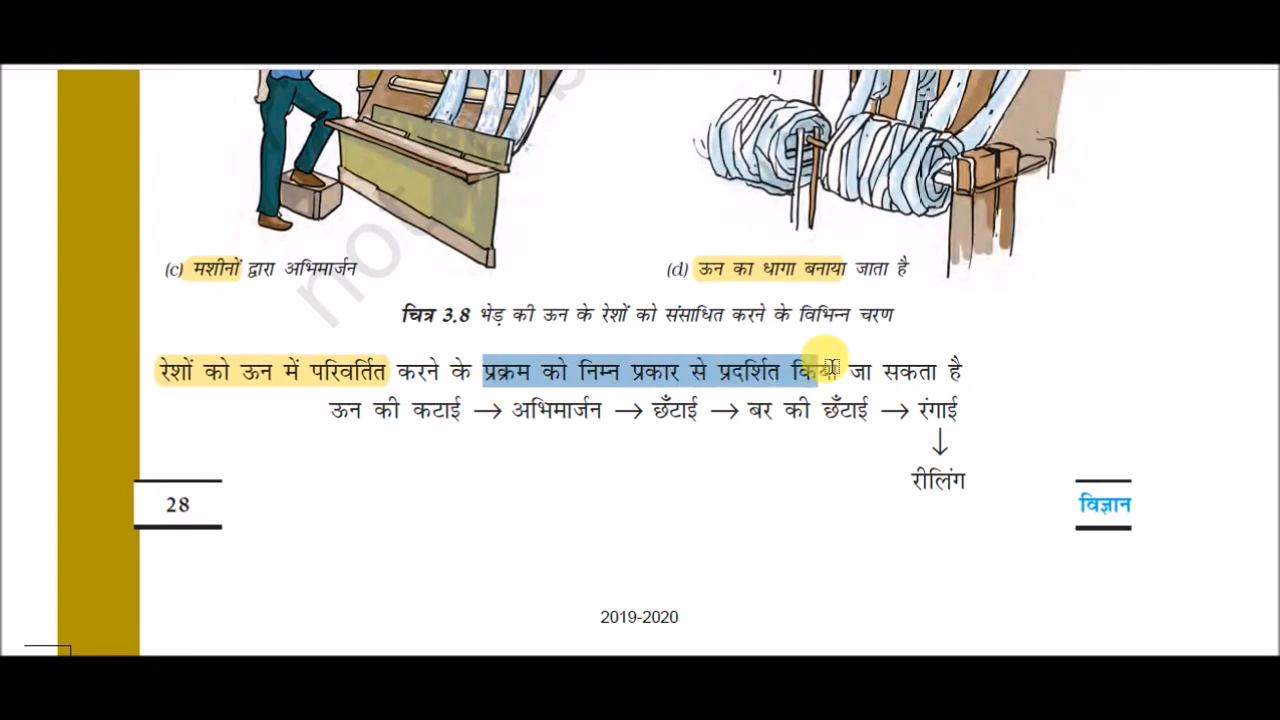 no
(c) मशीनों द्वारा अभिमार्जन
(d) ऊन का धागा बनाया जाता है
चित्र 3.8 भेड़ की ऊन के रेशों को संसाधित करने के विभिन्न चरण
रेशों को ऊन में परिवर्तित करने के प्रक्रम को निम्न प्रकार से प्रदर्शित किया जा सकता है
ऊन की कटाई → अभिमार्जन → छँटाई → बर की छँटाई → रंगाई
↓
रीलिंग
28
विज्ञान
2019-2020